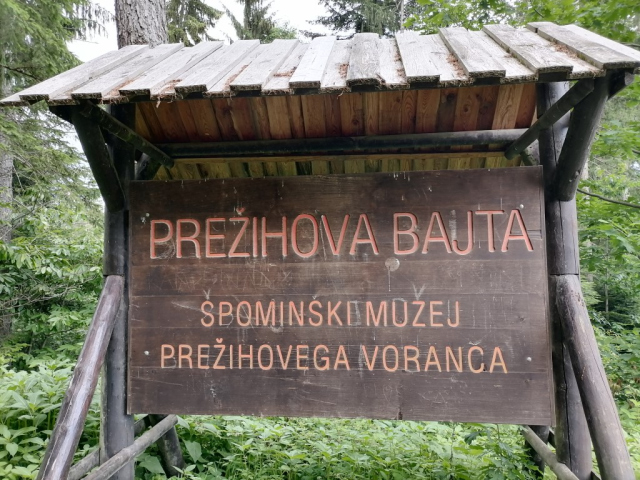 PREŽIHOVA BAJTA
SPOMINSKI MUZEJ
PREŽIHOVEGA VORANCA